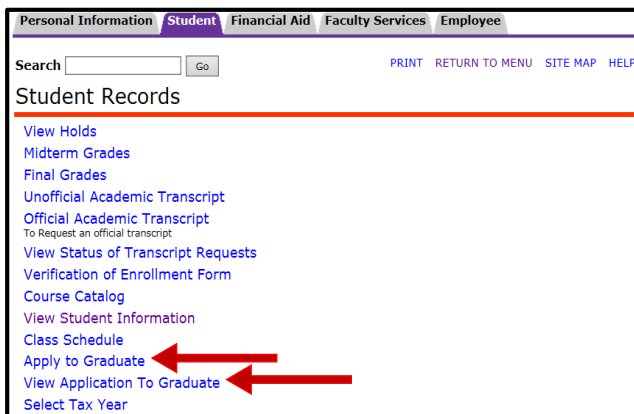 Personal Information Student Financial Aid Faculty Services Employee
Search Go PRINT RETURN TO MENU SITE MAP HELP
Student Records
View Holds
Midterm Grades
Final Grades
Unofficial Academic Transcript
Official Academic Transcript
To Request an official transcript
View Status of Transcript Requests
Verification of Enrollment Form
Course Catalog
View Student Information
Class Schedule
Apply to Graduate
View Application To Graduate
Select Tax Year